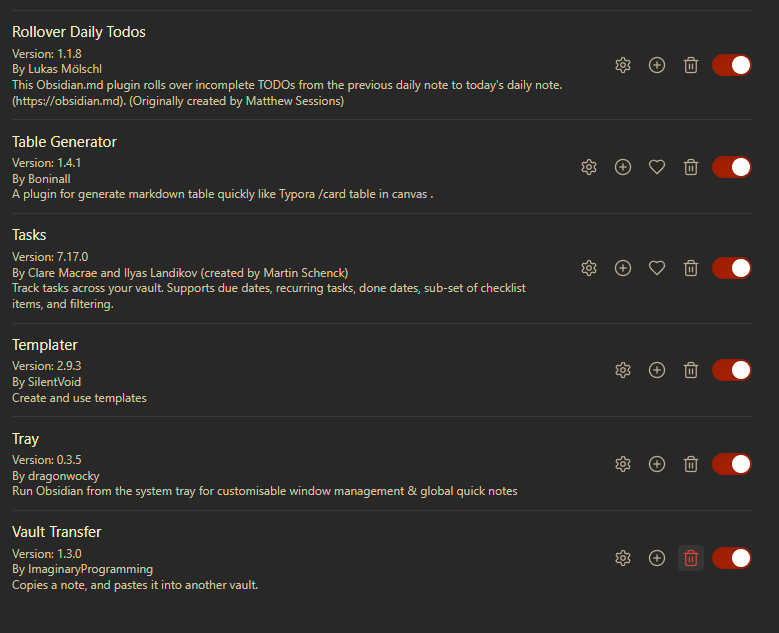 Rollover Daily Todos
Version: 1.1.8
By Lukas Mölschl
This Obsidian.md plugin rolls over incomplete TODOs from the previous daily note to today's daily note.
(https://obsidian.md). (Originally created by Matthew Sessions)
Table Generator
Version: 1.4.1
By Boninall
A plugin for generate markdown table quickly like Typora /card table in canvas .
Tasks
Version: 7.17.0
By Clare Macrae and Ilyas Landikov (created by Martin Schenck)
Track tasks across your vault. Supports due dates, recurring tasks, done dates, sub-set of checklist
items, and filtering.
Templater
Version: 2.9.3
By SilentVoid
Create and use templates
Tray
Version: 0.3.5
By dragonwocky
Run Obsidian from the system tray for customisable window management & global quick notes
Vault Transfer
Version: 1.3.0
By ImaginaryProgramming
Copies a note, and pastes it into another vault.